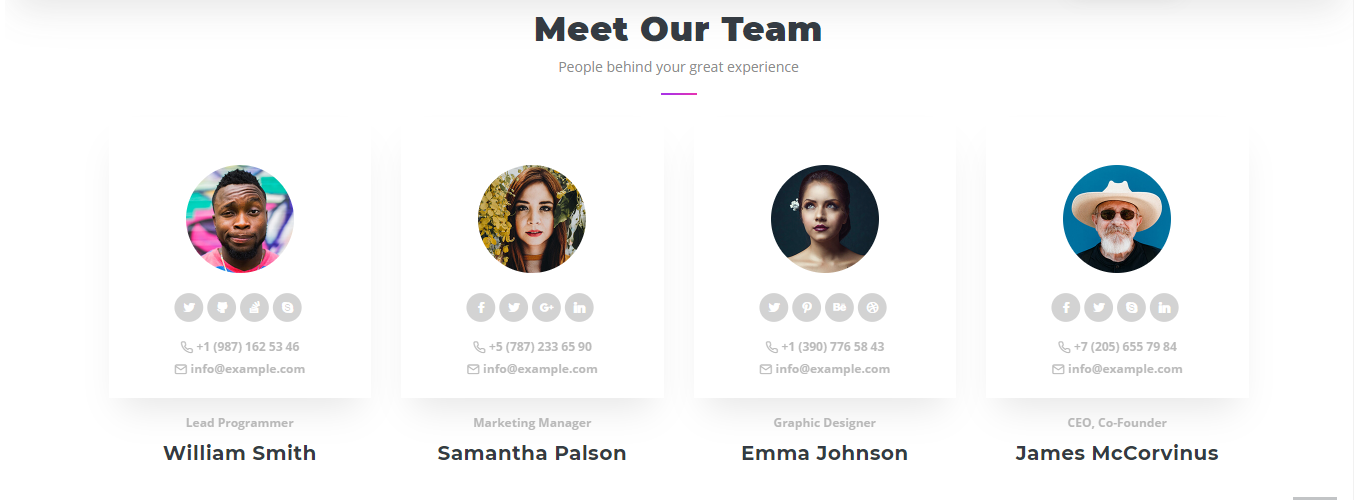 Meet Our Team
People behind your great experience
+1 (987) 162 53 46
info@example.com
Lead Programmer
William Smith
+5 (787) 233 65 90
info@example.com
Marketing Manager
Samantha Palson
+1 (390) 776 58 43
info@example.com
Graphic Designer
Emma Johnson
+7 (205) 655 79 84
info@example.com
CEO, Co-Founder
James McCorvinus